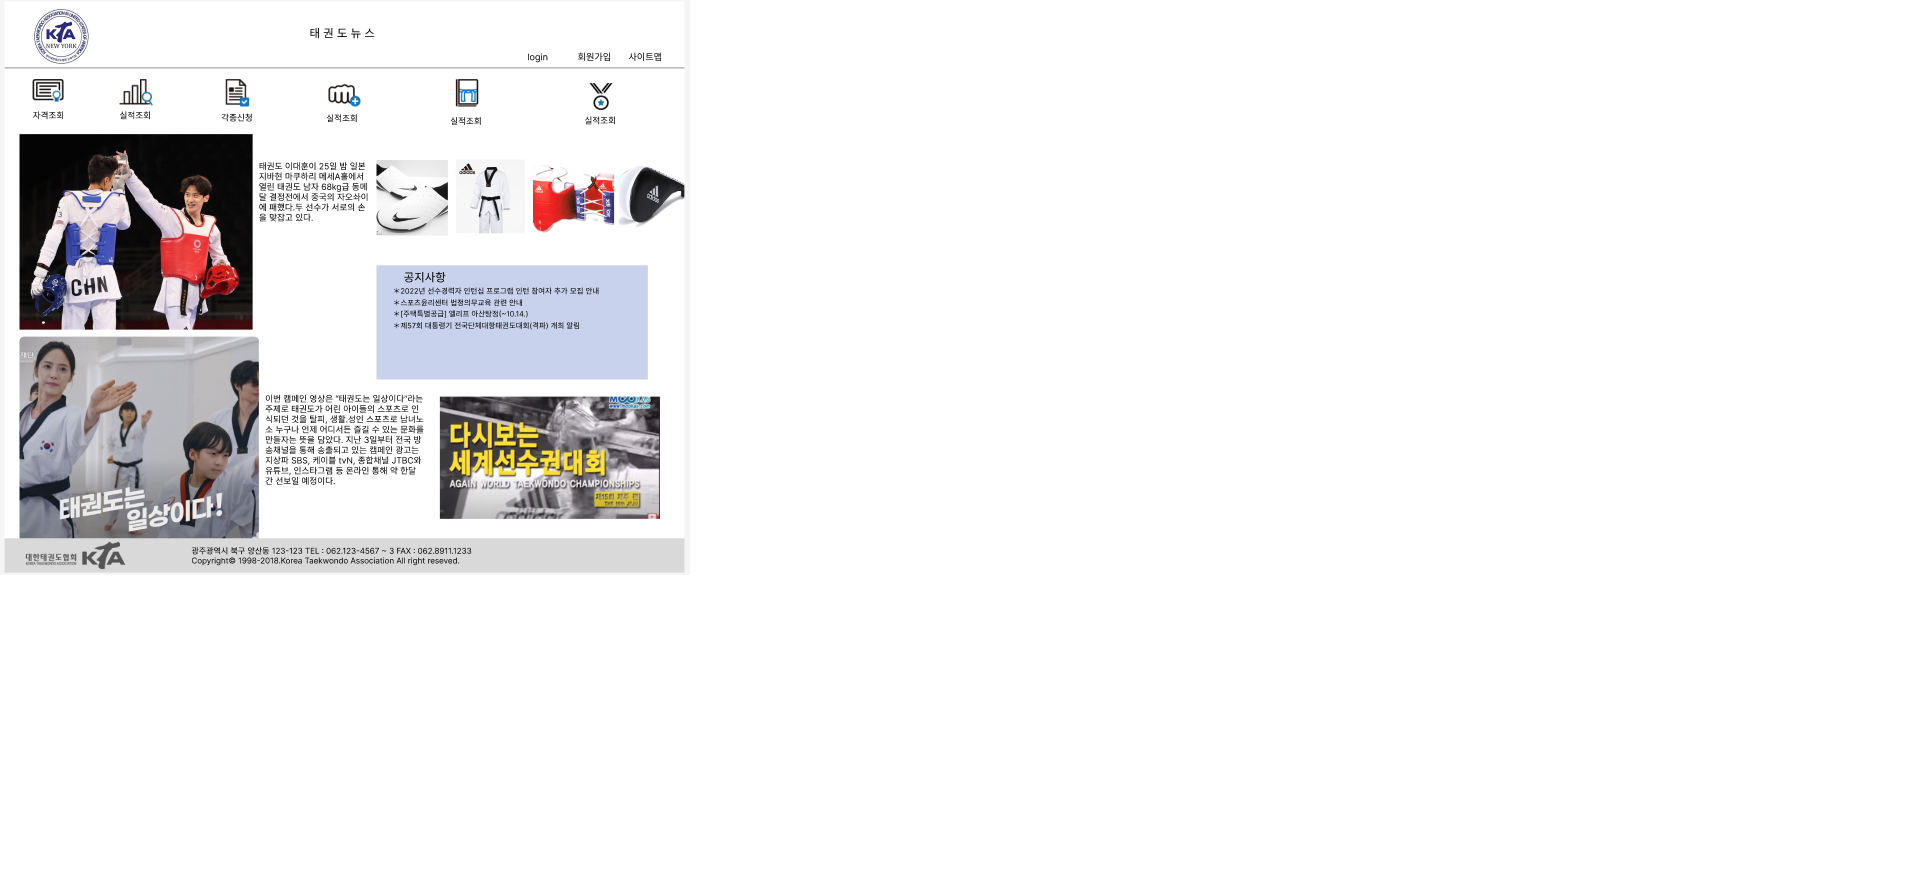 KTA
NEW YORK
태 권 도 뉴 스
login 회원가입 사이트맵
자격조회 실적조회 각종신청 실적조회 실적조회 실적조회
3
CHN
태권도 이대훈이 25일 밤 일본
지바현 마쿠하리 메세A홀에서
열린 태권도 남자 68kg급 동메
달 결정전에서 중국의 자오솨이
에 패했다.두 선수가 서로의 손
을 맞잡고 있다.
adidas
adidas
공지사항
*2022년 선수경력자 인턴십 프로그램 인턴 참여자 추가 모집 안내
*스포츠윤리센터 법정의무교육 관련 안내
*[주택특별공급] 엘리프 아산탕정(~10.14.)
*제57회 대통령기 전국단체대항태권도대회(격파) 개최 알림
재단
태권도는
일상이다!
이번 캠페인 영상은 "태권도는 일상이다"라는
주제로 태권도가 어린 아이들의 스포츠로 인
식되던 것을 탈피, 생활.성인 스포츠로 남녀노
소 누구나 언제 어디서든 즐길 수 있는 문화를
만들자는 뜻을 담았다. 지난 3일부터 전국 방
송채널을 통해 송출되고 있는 캠페인 광고는
지상파 SBS, 케이블 tvN, 종합채널 JTBC와
유튜브, 인스타그램 등 온라인 통해 약 한달
간 선보일 예정이다.
www.mookas.com
다시보는
세계선수권대회
AGAIN WORLD TAEKWONDO CHAMPIONSHIPS
대한태권도협회
KOREA TAEKWONDO ASSOCIATION
KTA
광주광역시 북구 양산동 123-123 TEL : 062.123-4567 ~ 3 FAX : 062.8911.1233
Copyright© 1998-2018.Korea Taekwondo Association All right reseved.